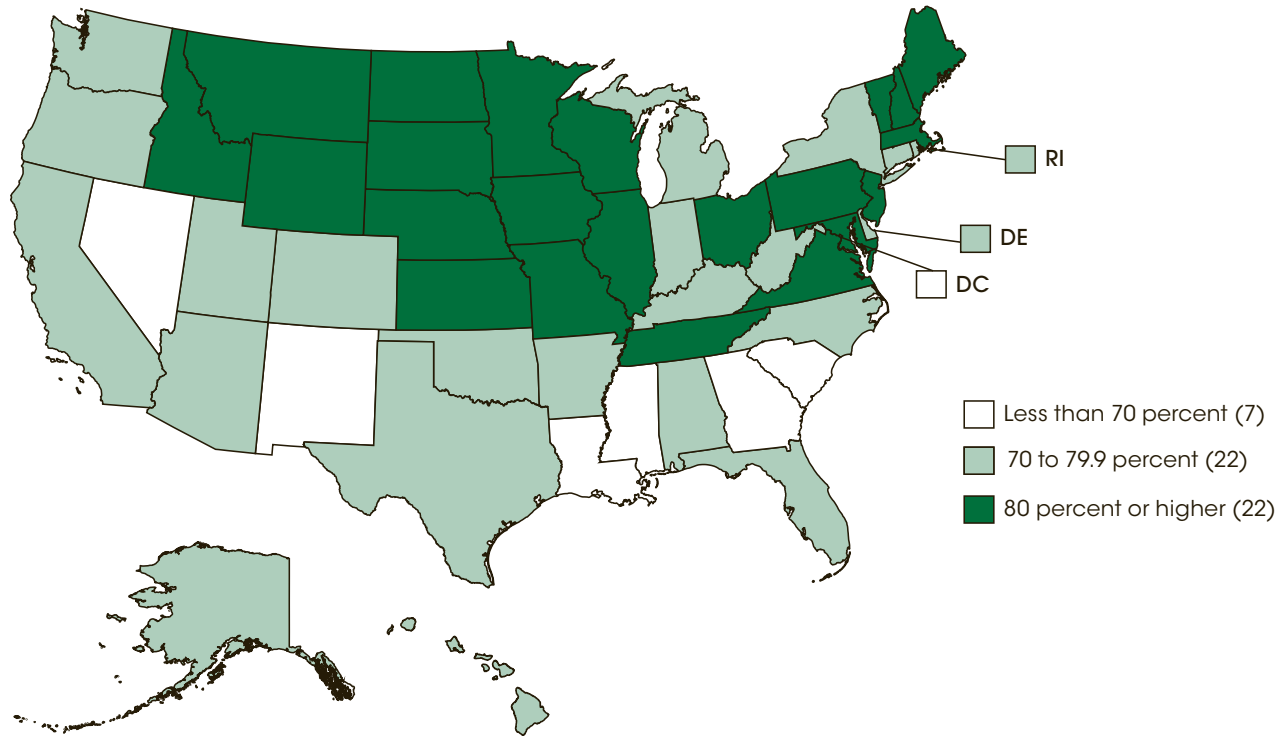 RI
DE
DC
Less than 70 percent (7)
70 to 79.9 percent (22)
80 percent or higher (22)